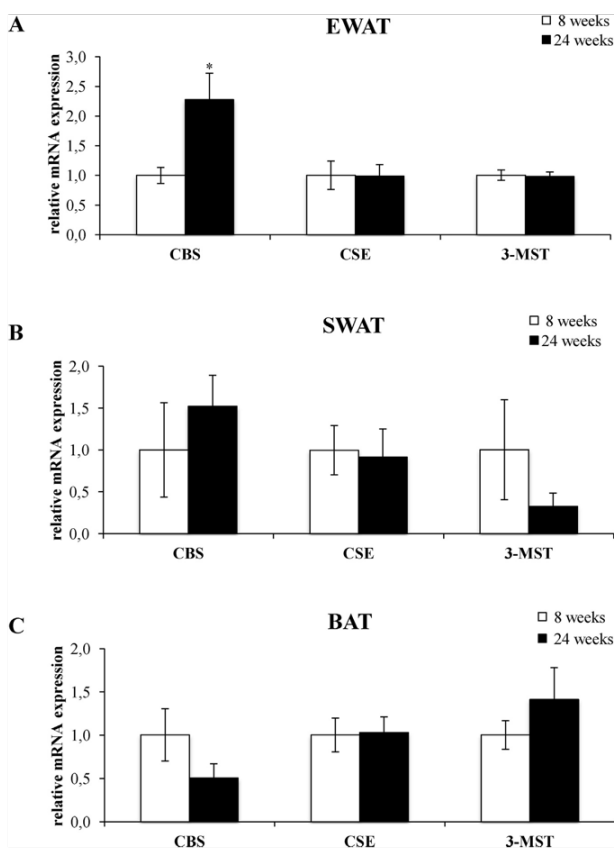 A
EWAT
8 weeks
24 weeks
relative mRNA expression
3,5
3,0
2,5
2,0
1,5
1,0
0,5
0,0
*
CBS CSE 3-MST
B
SWAT
8 weeks
24 weeks
relative mRNA expression
2,0
1,5
1,0
0,5
0,0
CBS CSE 3-MST
C
BAT
8 weeks
24 weeks
relative mRNA expression
2,0
1,5
1,0
0,5
0,0
CBS CSE 3-MST